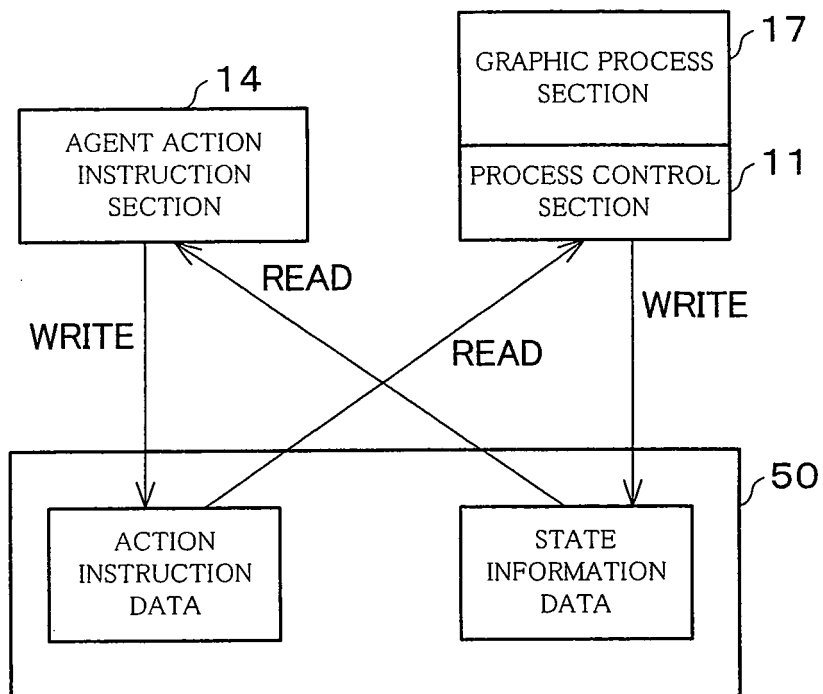 17
GRAPHIC PROCESS
SECTION
14
AGENT ACTION
INSTRUCTION
SECTION
11
PROCESS CONTROL
SECTION
READ
WRITE
READ
WRITE
50
ACTION
INSTRUCTION
DATA
STATE
INFORMATION
DATA